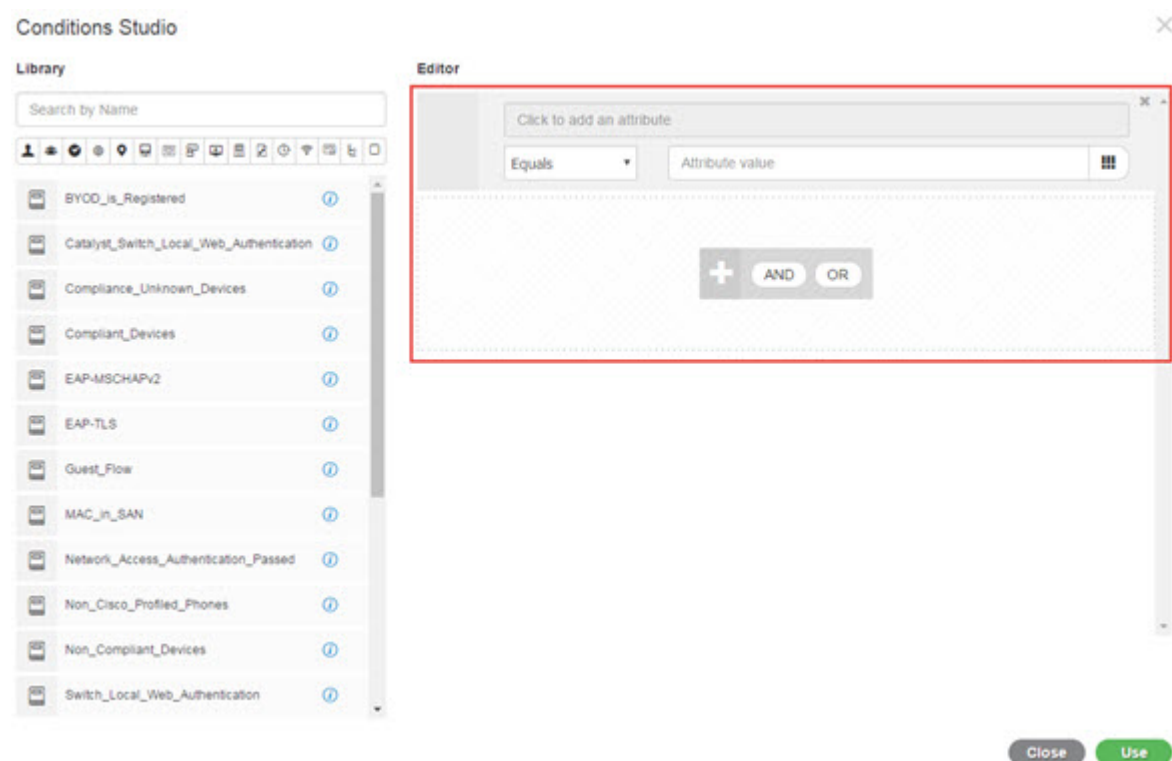 Conditions Studio
Library
Editor
Search by Name
Click to add an attribute
Equals
Attribute value
BYOD_is_Registered
Catalyst_Switch_Local_Web_Authentication
AND
OR
Compliance_Unknown_Devices
Compliant_Devices
EAP-MSCHAPv2
EAP-TLS
Guest_Flow
MAC_in_SAN
Network_Access_Authentication_Passed
Non_Cisco_Profiled_Phones
Non_Compliant_Devices
Switch_Local_Web_Authentication
Close
Use